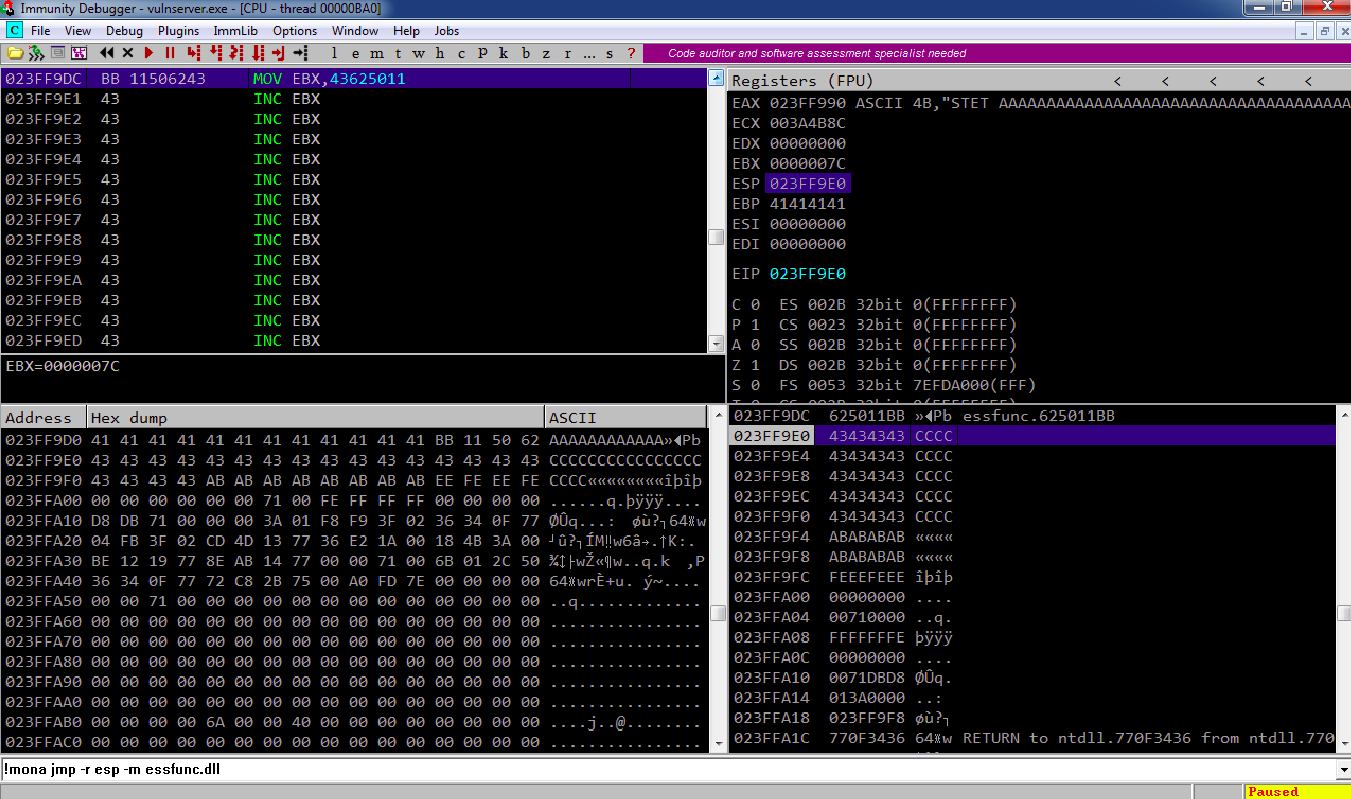 Immunity Debugger - vulnserver.exe - [CPU - thread 00000BA0]
C File View Debug Plugins ImmLib Options Window Help Jobs
l e m t w h c P k b z r ... s ? Code auditor and software assessment specialist needed
023FF9DC BB 11506243 MOV EBX,43625011
023FF9E1 43 INC EBX
023FF9E2 43 INC EBX
023FF9E3 43 INC EBX
023FF9E4 43 INC EBX
023FF9E5 43 INC EBX
023FF9E6 43 INC EBX
023FF9E7 43 INC EBX
023FF9E8 43 INC EBX
023FF9E9 43 INC EBX
023FF9EA 43 INC EBX
023FF9EB 43 INC EBX
023FF9EC 43 INC EBX
023FF9ED 43 INC EBX
EBX=0000007C
Registers (FPU) < < < < <
EAX 023FF990 ASCII 4B,"STET AAAAAAAAAAAAAAAAAAAAAAAAAAAAAAAAAAAAA
ECX 003A4B8C
EDX 00000000
EBX 0000007C
ESP 023FF9E0
EBP 41414141
ESI 00000000
EDI 00000000
EIP 023FF9E0
C 0 ES 002B 32bit 0(FFFFFFFF)
P 1 CS 0023 32bit 0(FFFFFFFF)
A 0 SS 002B 32bit 0(FFFFFFFF)
Z 1 DS 002B 32bit 0(FFFFFFFF)
S 0 FS 0053 32bit 7EFDA000(FFF)
Address Hex dump ASCII
023FF9D0 41 41 41 41 41 41 41 41 41 41 41 41 BB 11 50 62 AAAAAAAAAAAA»◄Pb
023FF9E0 43 43 43 43 43 43 43 43 43 43 43 43 43 43 43 43 CCCCCCCCCCCCCCCC
023FF9F0 43 43 43 43 AB AB AB AB AB AB AB AB EE FE EE FE CCCC««««««««îþîþ
023FFA00 00 00 00 00 00 00 71 00 FE FF FF FF 00 00 00 00 ......q.þÿÿÿ....
023FFA10 D8 DB 71 00 00 00 3A 01 F8 F9 3F 02 36 34 0F 77
023FFA20 04 FB 3F 02 CD 4D 13 77 36 E2 1A 00 18 4B 3A 00
023FFA30 BE 12 19 77 8E AB 14 77 00 00 71 00 6B 01 2C 50
023FFA40 36 34 0F 77 72 C8 2B 75 00 A0 FD 7E 00 00 00 00
023FFA50 00 00 71 00 00 00 00 00 00 00 00 00 00 00 00 00 ..q.............
023FFA60 00 00 00 00 00 00 00 00 00 00 00 00 00 00 00 00 ................
023FFA70 00 00 00 00 00 00 00 00 00 00 00 00 00 00 00 00 ................
023FFA80 00 00 00 00 00 00 00 00 00 00 00 00 00 00 00 00 ................
023FFA90 00 00 00 00 00 00 00 00 00 00 00 00 00 00 00 00 ................
023FFAA0 00 00 00 00 00 00 00 00 00 00 00 00 00 00 00 00 ................
023FFAB0 00 00 00 00 6A 00 00 40 00 00 00 00 00 00 00 00 ....j..@........
023FFAC0 00 00 00 00 00 00 00 00 00 00 00 00 00 00 00 00 ................
023FF9DC 625011BB »◄Pb essfunc.625011BB
023FF9E0 43434343 CCCC
023FF9E4 43434343 CCCC
023FF9E8 43434343 CCCC
023FF9EC 43434343 CCCC
023FF9F0 43434343 CCCC
023FF9F4 ABABABAB ««««
023FF9F8 ABABABAB ««««
023FF9FC FEEEFEEE îþîþ
023FFA00 00000000 ....
023FFA04 00710000 ..q.
023FFA08 FFFFFFFE þÿÿÿ
023FFA0C 00000000 ....
023FFA10 0071DBD8 ØÛq.
023FFA14 013A0000 ..:
023FFA18 023FF9F8 øù?┐
023FFA1C 770F3436 64¤w RETURN to ntdll.770F3436 from ntdll.770
!mona jmp -r esp -m essfunc.dll
Paused